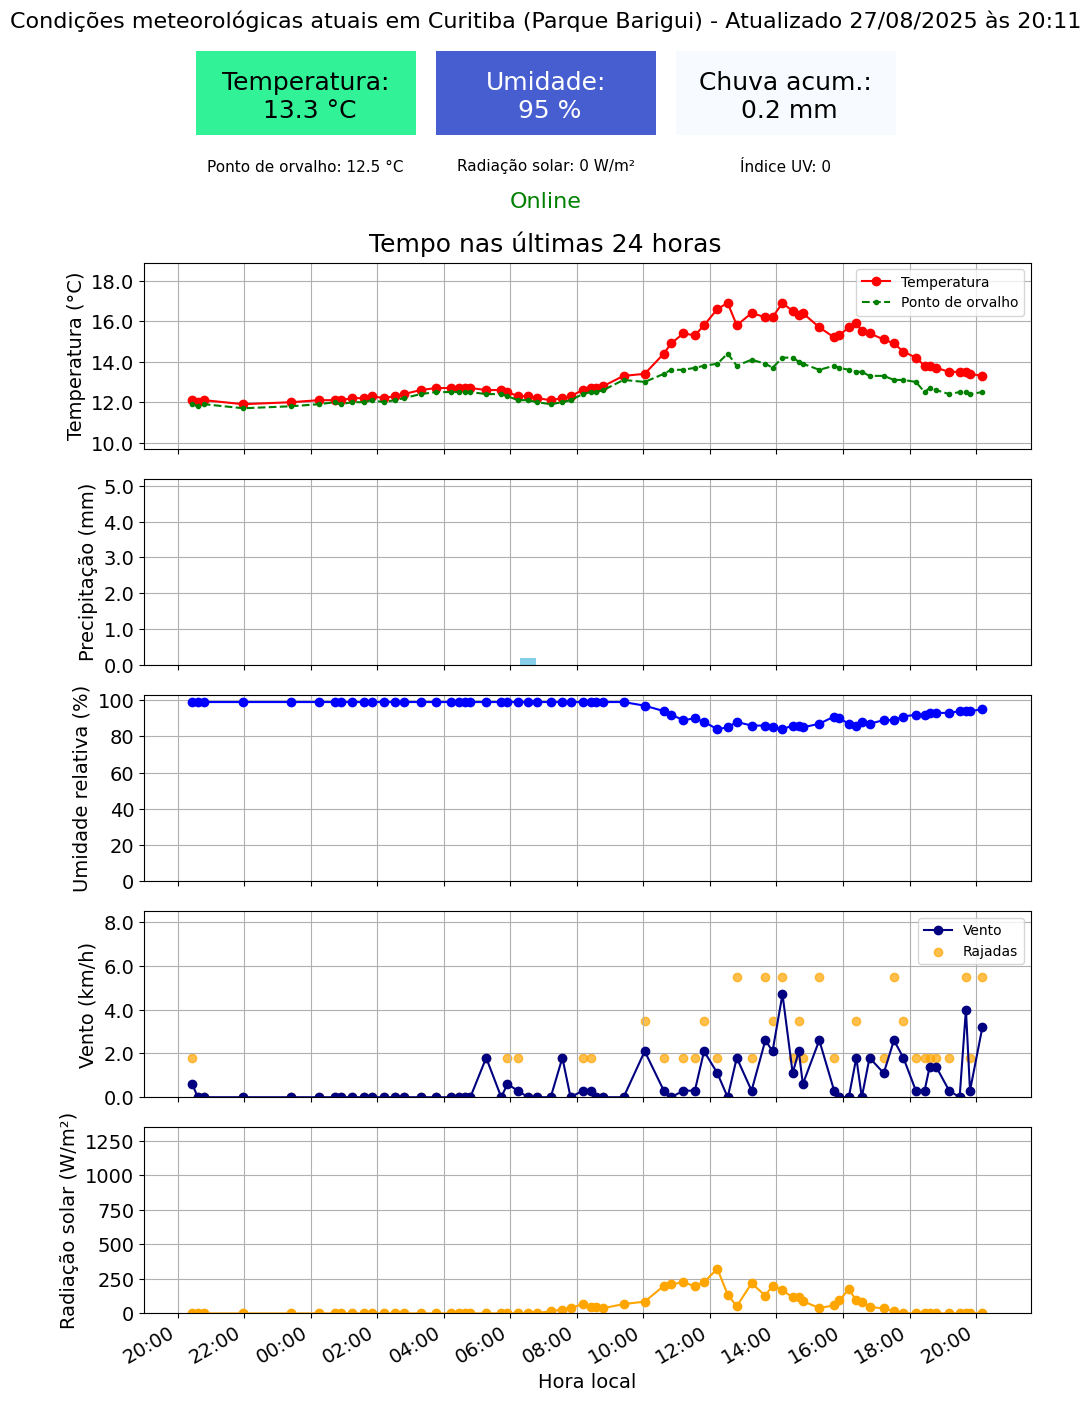 Condições meteorológicas atuais em Curitiba (Parque Barigui) - Atualizado 27/08/2025 às 20:11
Temperatura:
13.3 °C
Umidade:
95 %
Chuva acum.:
0.2 mm
Ponto de orvalho: 12.5 °C
Radiação solar: 0 W/m²
Índice UV: 0
Online
Tempo nas últimas 24 horas
Temperatura (°C)
18.0
16.0
14.0
12.0
10.0
Temperatura
Ponto de orvalho
Precipitação (mm)
5.0
4.0
3.0
2.0
1.0
0.0
Umidade relativa (%)
100
80
60
40
20
0
Vento (km/h)
8.0
6.0
4.0
2.0
0.0
Vento
Rajadas
Radiação solar (W/m²)
1250
1000
750
500
250
0
20:00 22:00 00:00 02:00 04:00 06:00 08:00 10:00 12:00 14:00 16:00 18:00 20:00
Hora local